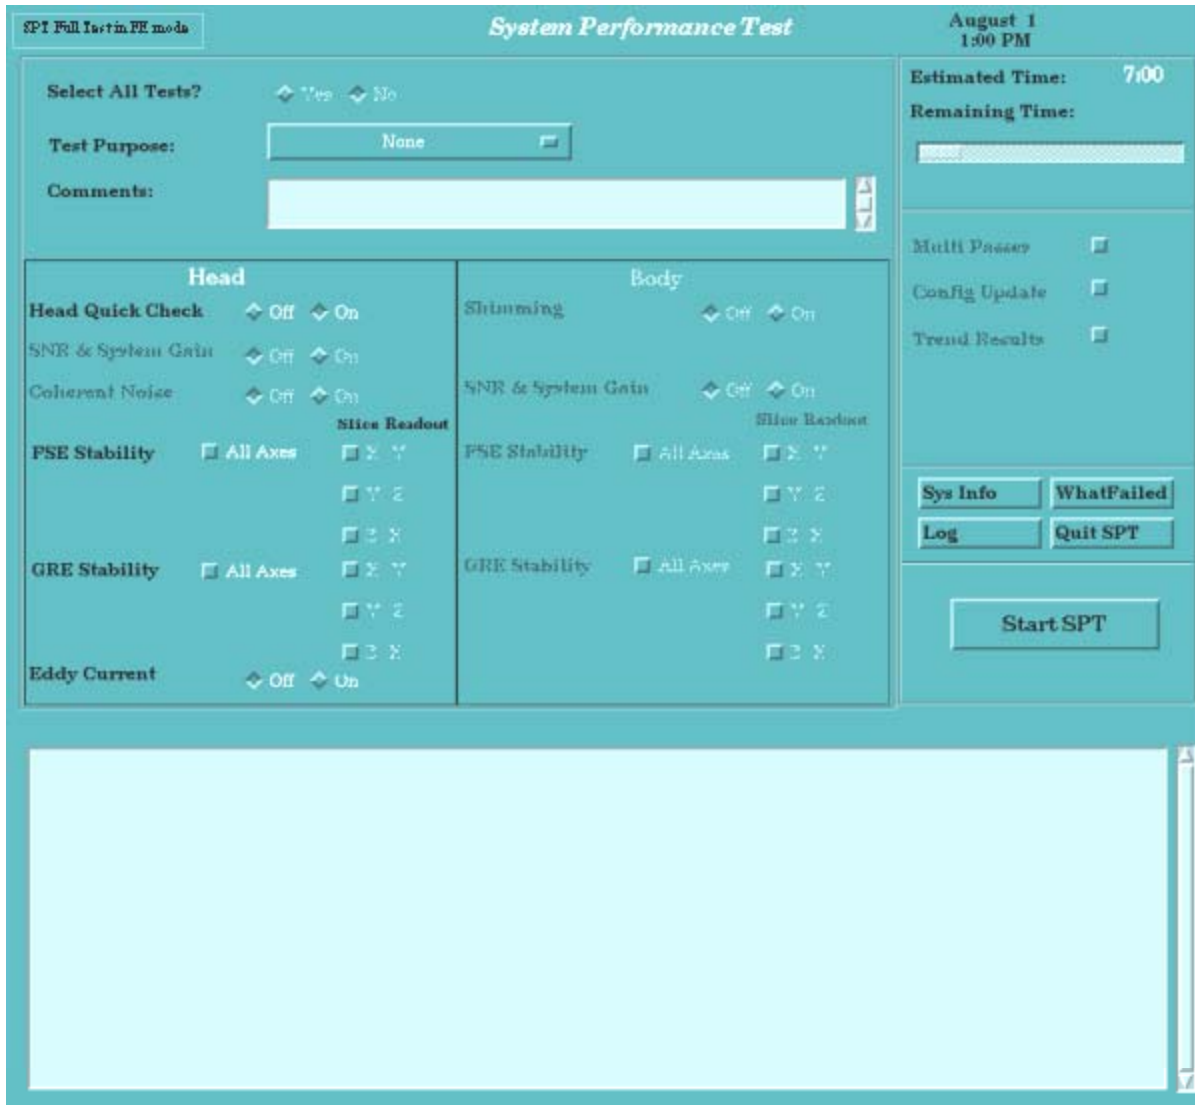 SPT Full Test in FE mode
System Performance Test
August 1
1:00 PM
Select All Tests?
Yes No
Test Purpose:
None
Comments:
Estimated Time: 7:00
Remaining Time:
Multi Passes
Config Update
Trend Results
Sys Info
WhatFailed
Log
Quit SPT
Start SPT
Head
Head Quick Check Off On
SNR & System Gain Off On
Coherent Noise Off On
Slice Readout
FSE Stability All Axes X Y
Y Z
Z X
GRE Stability All Axes X Y
Y Z
Z X
Eddy Current Off On
Body
Shimming Off On
SNR & System Gain Off On
Slice Readout
FSE Stability All Axes X Y
Y Z
Z X
GRE Stability All Axes X Y
Y Z
Z X